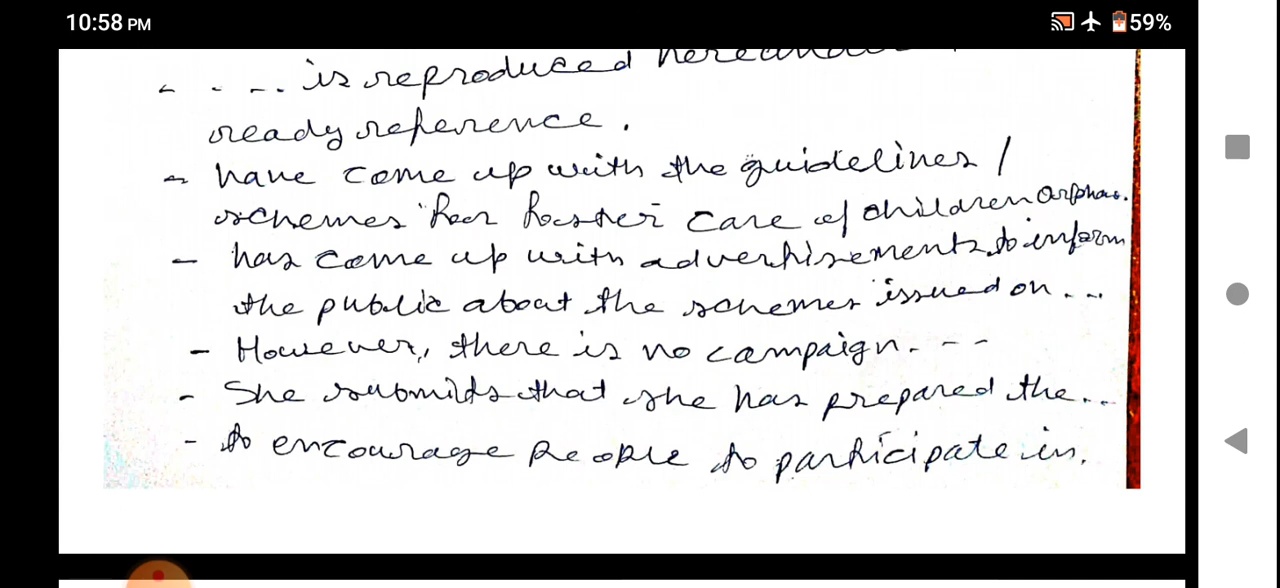 10:58 PM 59%
- . -... is reproduced hereunder
ready reference.
- have come up with the guidelines /
schemes for foster care of children orphas.
- has come up with advertisements to inform
the public about the schemes issued on...
- However, there is no campaign. - -
- She submits that she has prepared the...
- to encourage people to participate in.